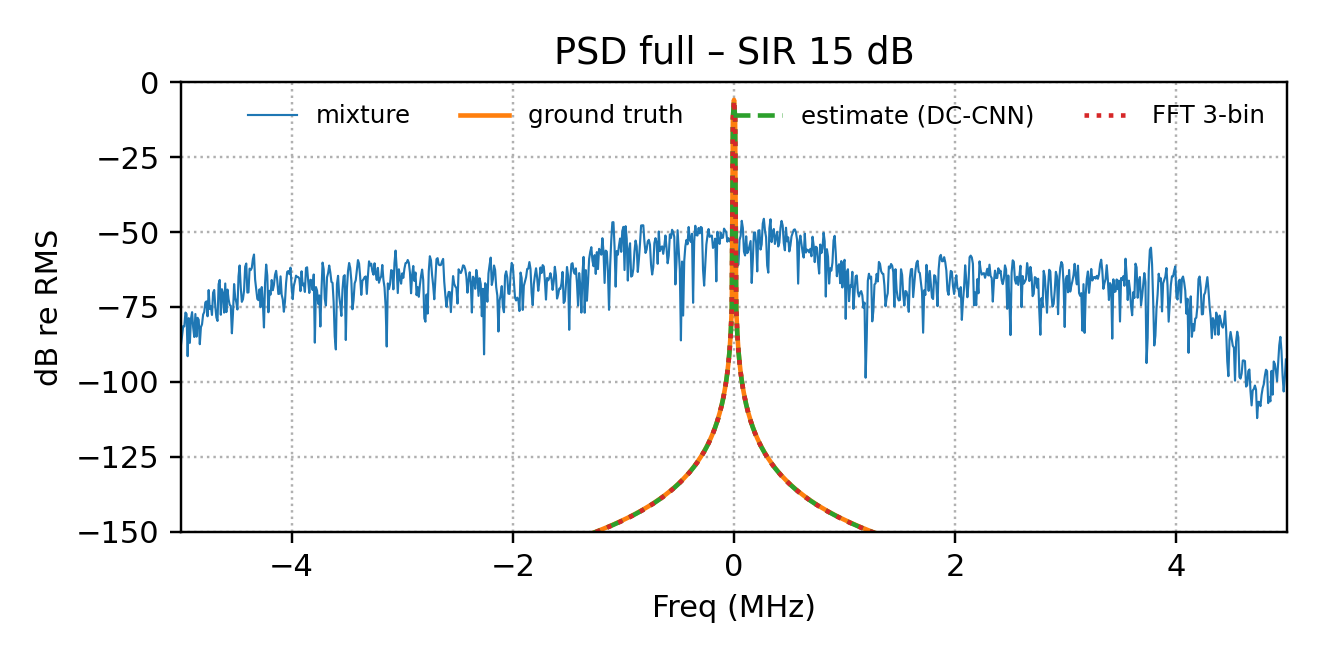 PSD full – SIR 15 dB
mixture ground truth estimate (DC-CNN) FFT 3-bin
0
−25
−50
−75
−100
−125
−150
dB re RMS
−4 −2 0 2 4
Freq (MHz)